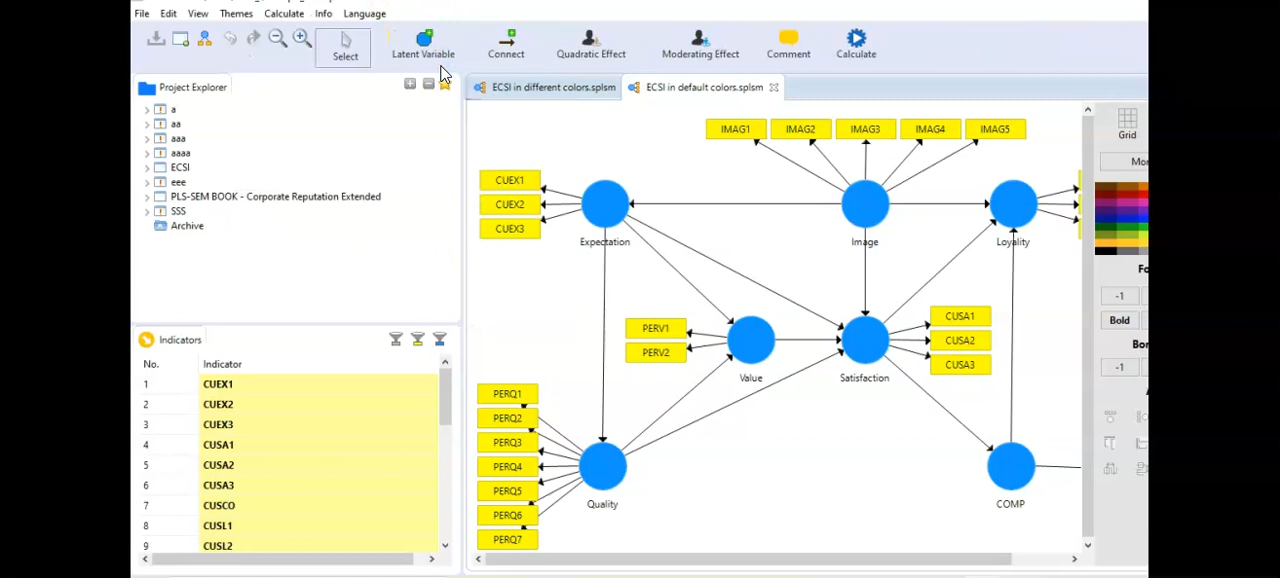 File Edit View Themes Calculate Info Language
Select
Latent Variable
Connect
Quadratic Effect
Moderating Effect
Comment
Calculate
Project Explorer
a
aa
aaa
aaaa
ECSI
eee
PLS-SEM BOOK - Corporate Reputation Extended
SSS
Archive
Indicators
No. Indicator
1 CUEX1
2 CUEX2
3 CUEX3
4 CUSA1
5 CUSA2
6 CUSA3
7 CUSCO
8 CUSL1
9 CUSL2
ECSI in different colors.splsm
ECSI in default colors.splsm
IMAG1 IMAG2 IMAG3 IMAG4 IMAG5
CUEX1
CUEX2
CUEX3
Expectation
Image
Loyality
PERV1
PERV2
Value
Satisfaction
CUSA1
CUSA2
CUSA3
PERQ1
PERQ2
PERQ3
PERQ4
PERQ5
PERQ6
PERQ7
Quality
COMP
Grid
Mor
Fo
-1
Bold
Bor
-1